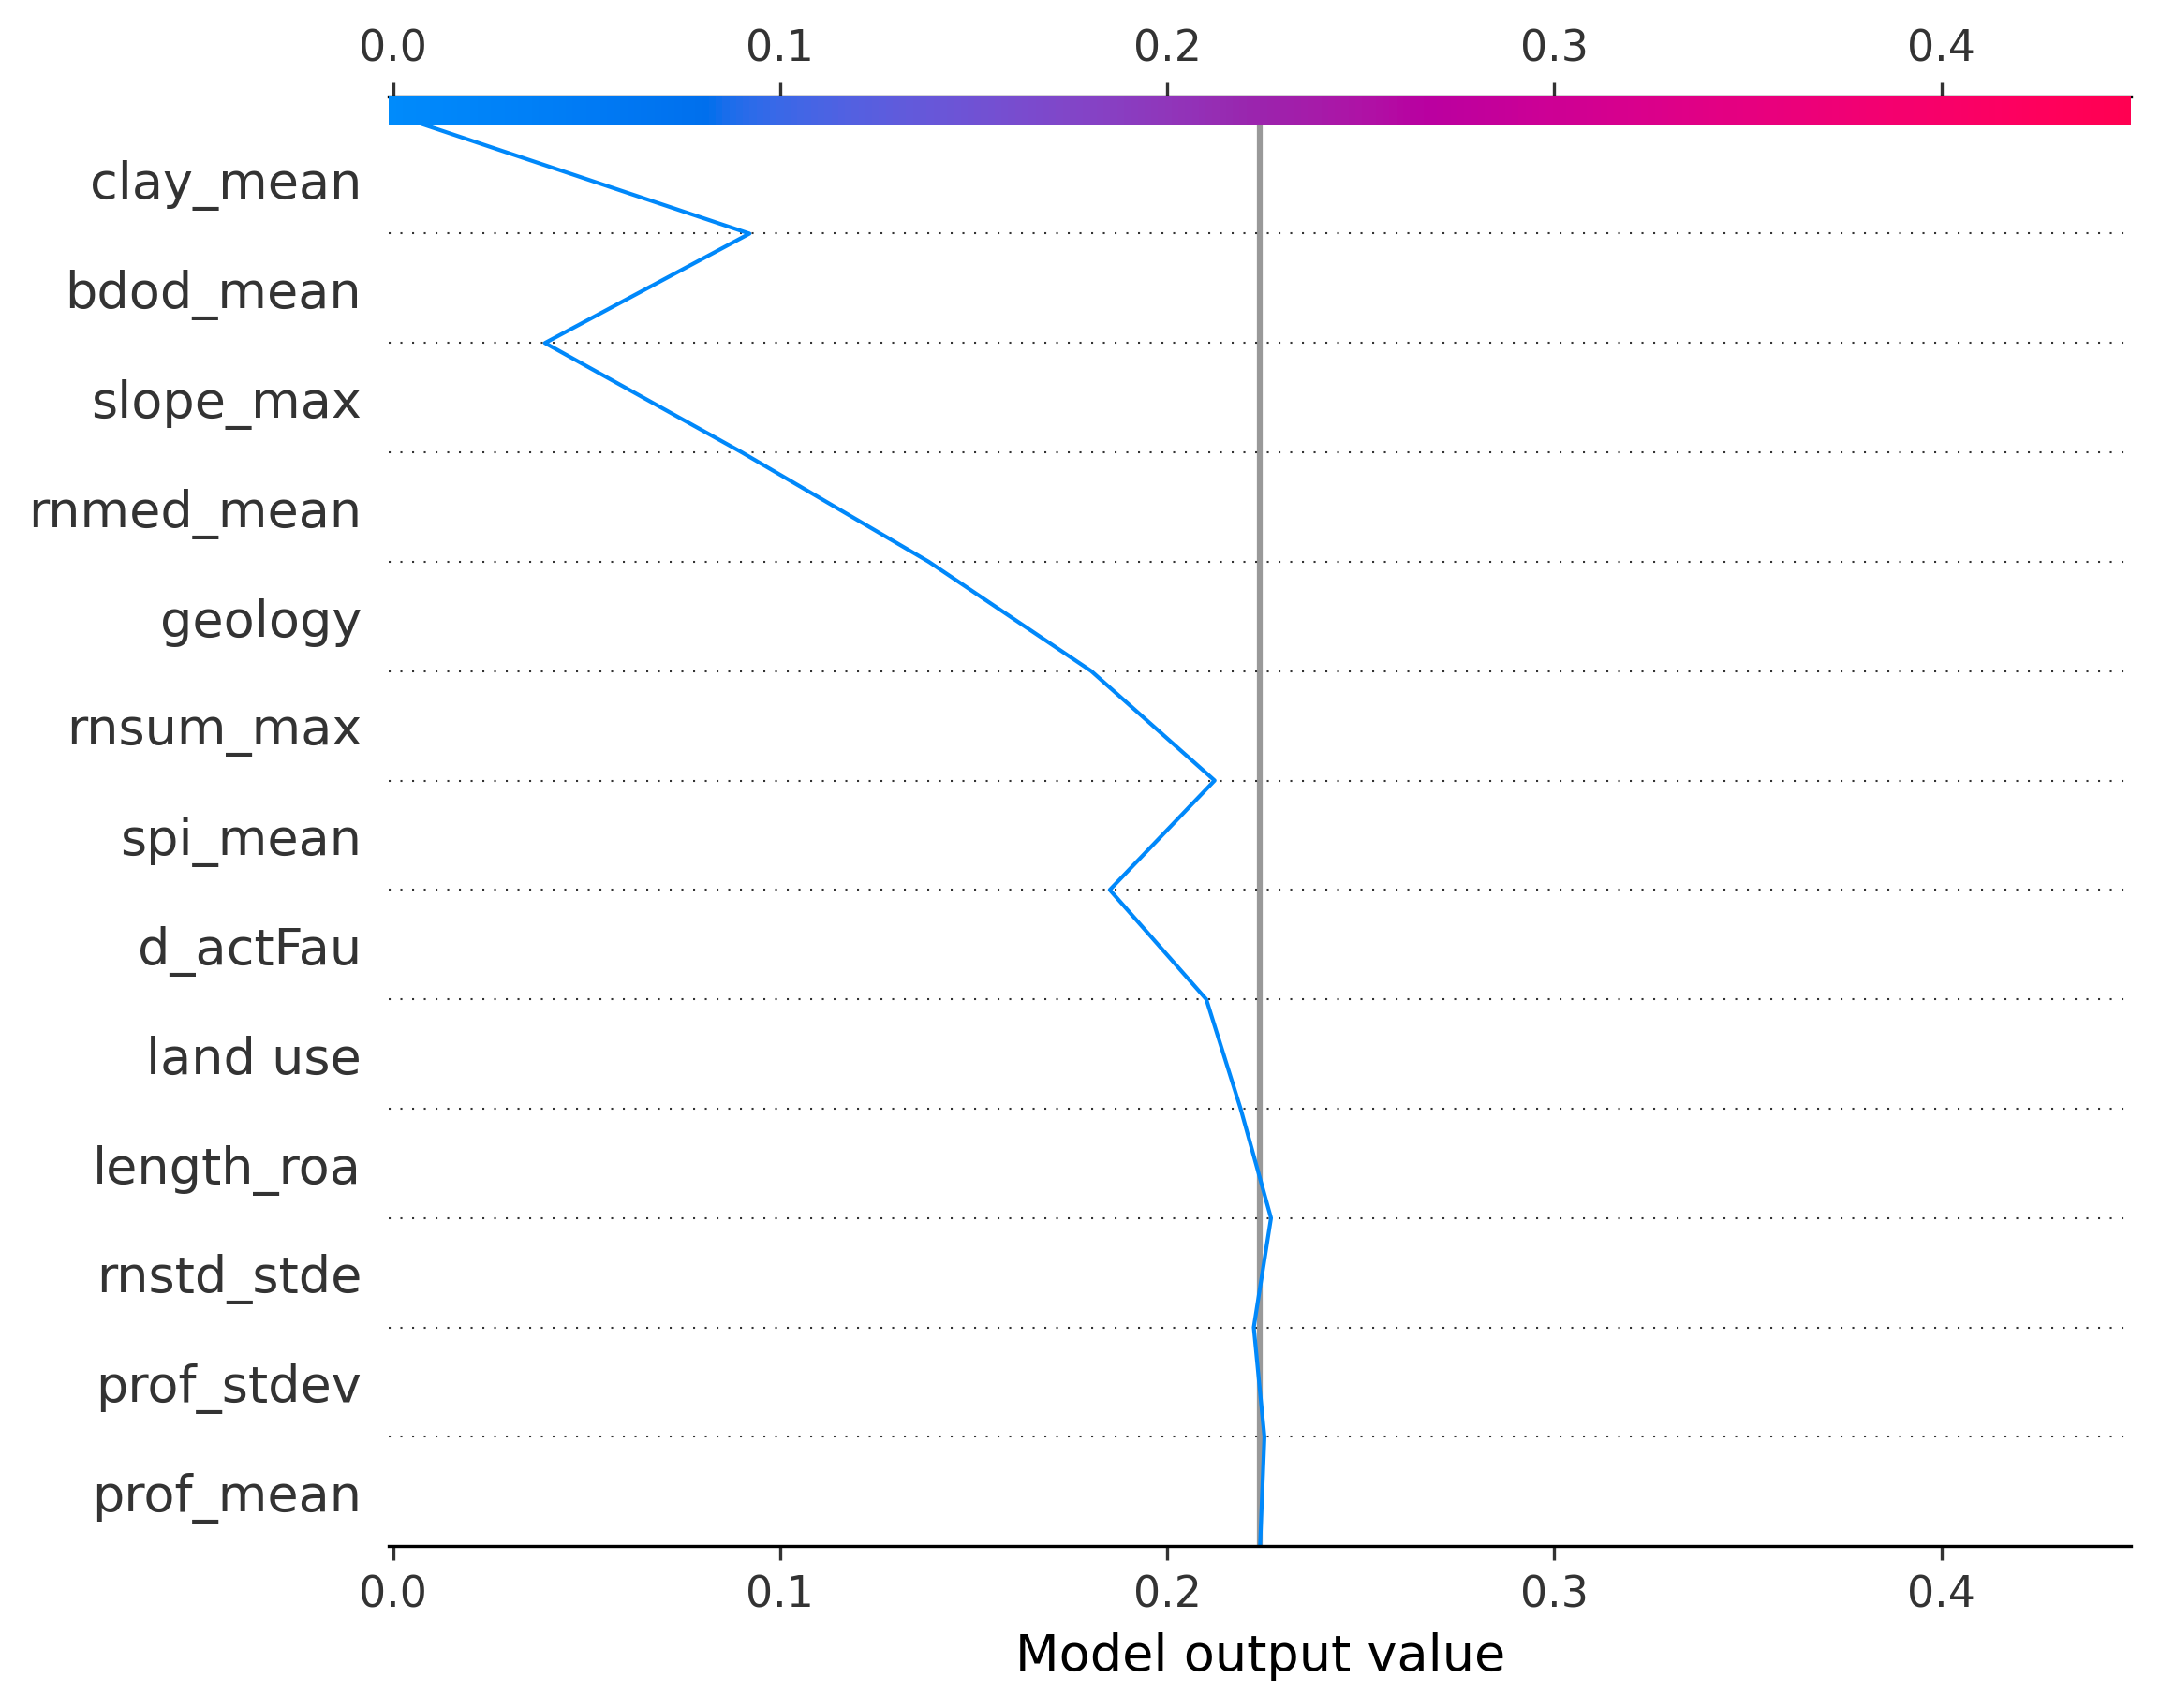 0.0 0.1 0.2 0.3 0.4
clay_mean
bdod_mean
slope_max
rnmed_mean
geology
rnsum_max
spi_mean
d_actFau
land use
length_roa
rnstd_stde
prof_stdev
prof_mean
0.0 0.1 0.2 0.3 0.4
Model output value